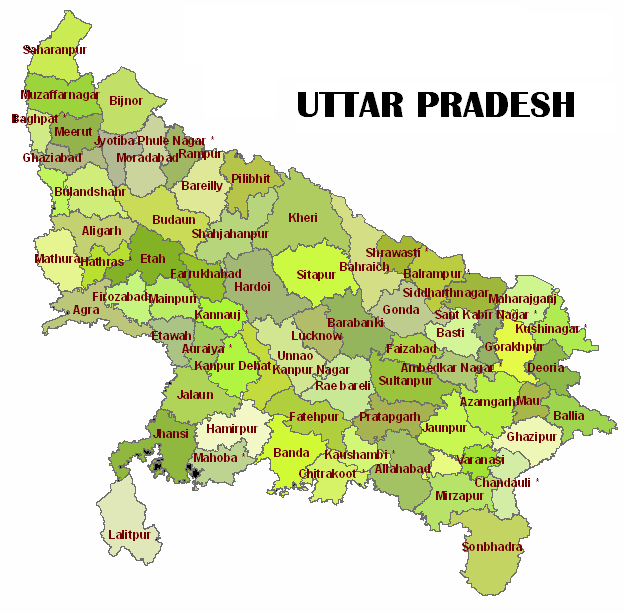 UTTAR PRADESH
Saharanpur
Muzaffarnagar
Bijnor
Baghpat *
Meerut
Jyotiba Phule Nagar *
Ghaziabad
Moradabad
Rampur
Bulandshahr
Bareilly
Pilibhit
Budaun
Kheri
Aligarh
Shahjahanpur
Mathura
Hathras *
Etah
Farrukhabad
Hardoi
Sitapur
Bahraich
Shrawasti *
Balrampur *
Siddharthnagar
Maharajganj
Agra
Firozabad
Mainpuri
Kannauj
Gonda
Sant Kabir Nagar *
Kushinagar *
Etawah
Auraiya *
Unnao
Lucknow
Barabanki
Basti
Gorakhpur
Faizabad
Kanpur Dehat
Kanpur Nagar
Ambedkar Nagar *
Deoria
Rae bareli
Sultanpur
Jalaun
Azamgarh
Mau
Fatehpur
Pratapgarh
Ballia
Hamirpur
Jaunpur
Jhansi
Ghazipur
Mahoba *
Banda
Kaushambi *
Allahabad
Varanasi
Chitrakoot *
Chandauli *
Mirzapur
Lalitpur
Sonbhadra